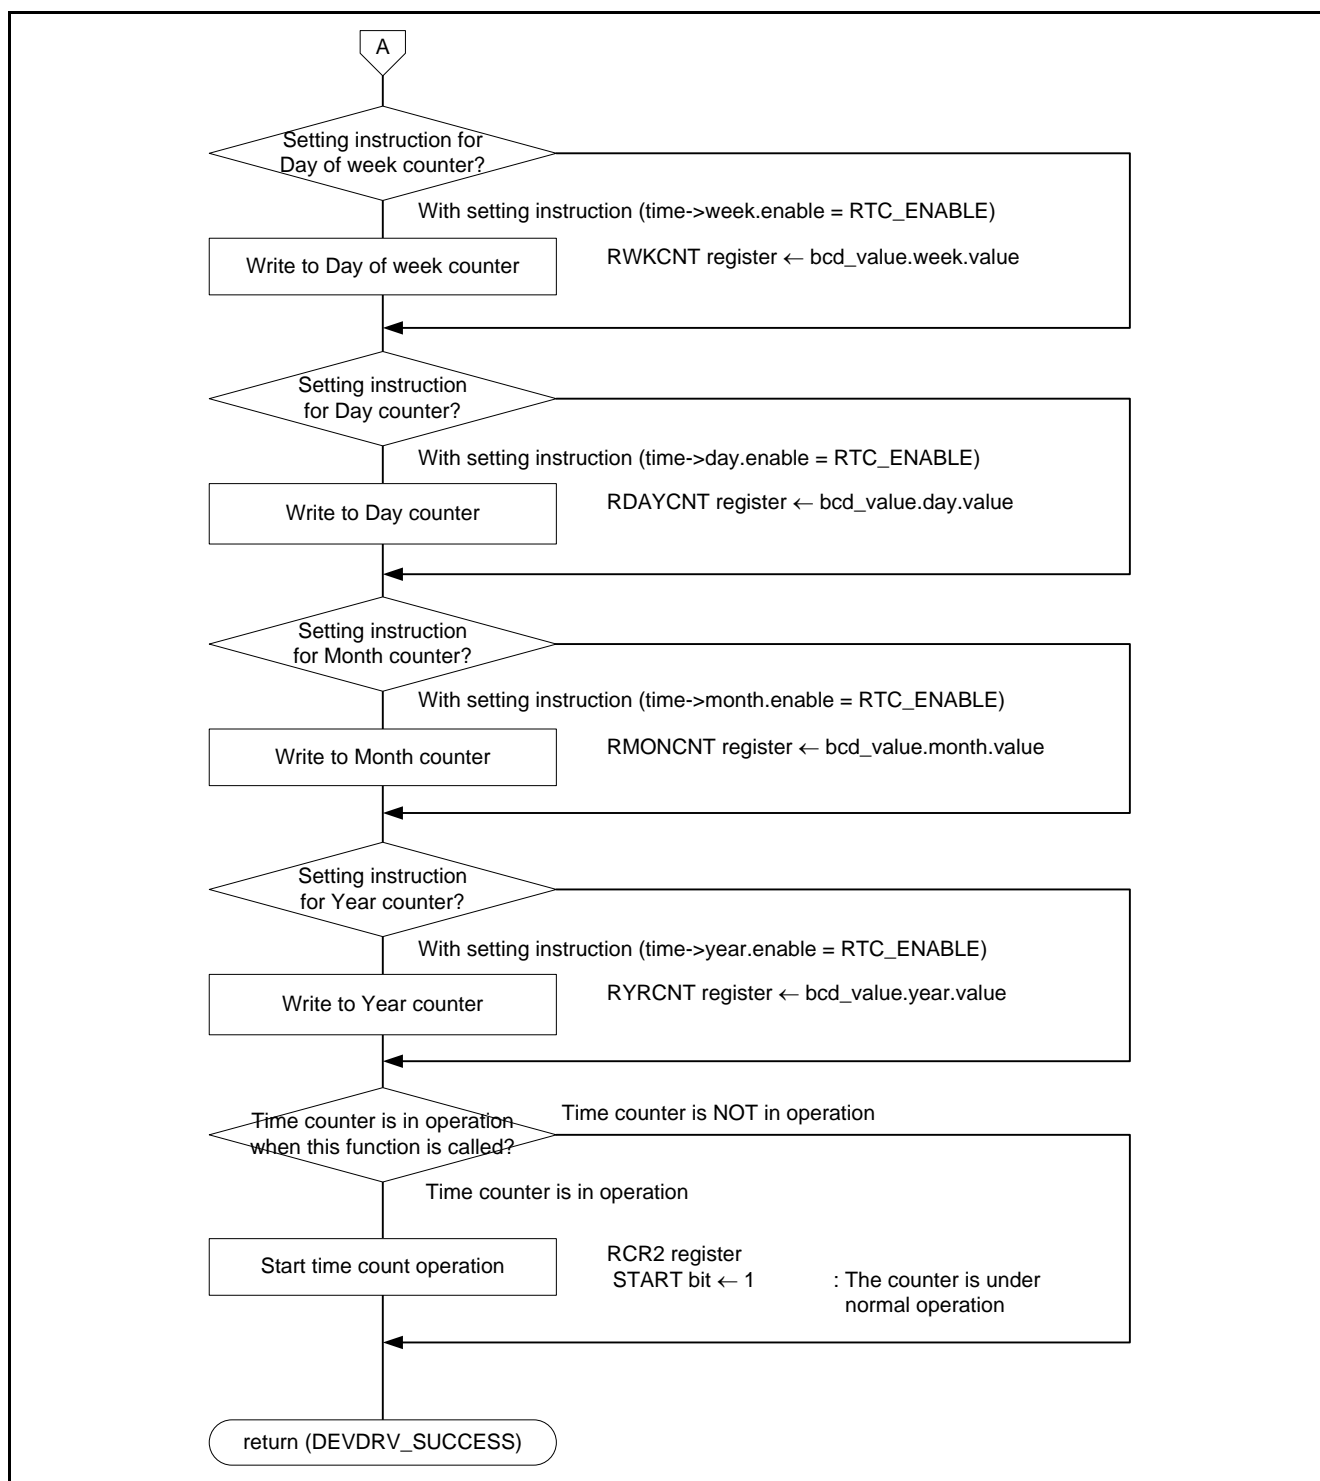 A
Setting instruction for
Day of week counter?
With setting instruction (time->week.enable = RTC_ENABLE)
Write to Day of week counter
RWKCNT register ← bcd_value.week.value
Setting instruction
for Day counter?
With setting instruction (time->day.enable = RTC_ENABLE)
Write to Day counter
RDAYCNT register ← bcd_value.day.value
Setting instruction
for Month counter?
With setting instruction (time->month.enable = RTC_ENABLE)
Write to Month counter
RMONCNT register ← bcd_value.month.value
Setting instruction
for Year counter?
With setting instruction (time->year.enable = RTC_ENABLE)
Write to Year counter
RYRCNT register ← bcd_value.year.value
Time counter is in operation
when this function is called?
Time counter is NOT in operation
Time counter is in operation
Start time count operation
RCR2 register
START bit ← 1 : The counter is under
normal operation
return (DEVDRV_SUCCESS)